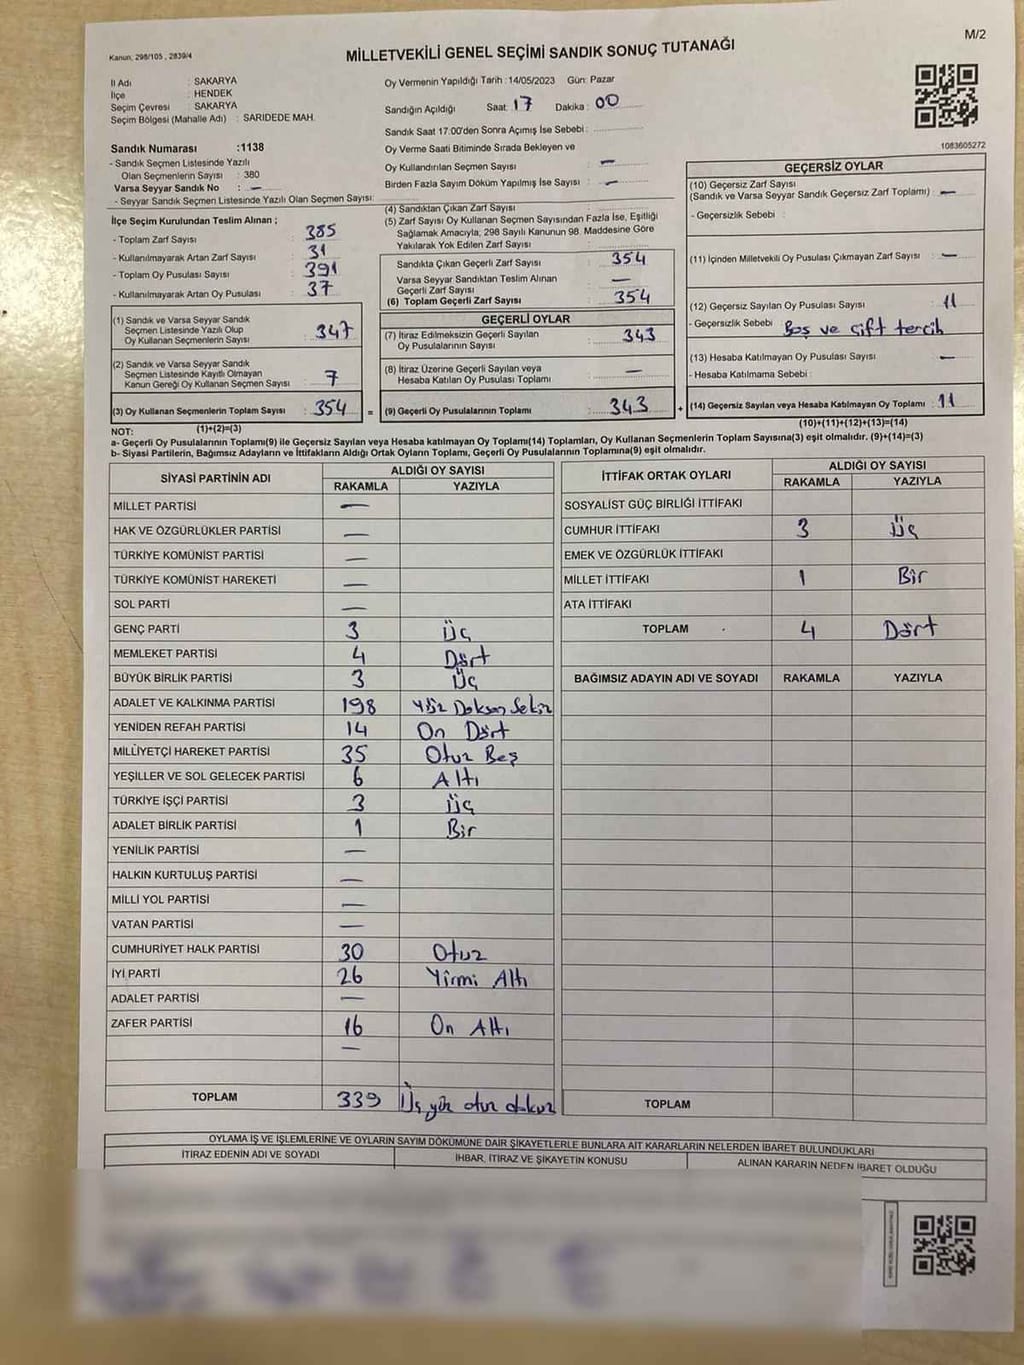 M/2
Kanun, 298/105 , 2839/4
MİLLETVEKİLİ GENEL SEÇİMİ SANDIK SONUÇ TUTANAĞI
İl Adı : SAKARYA
İlçe : HENDEK
Seçim Çevresi : SAKARYA
Seçim Bölgesi (Mahalle Adı) : SARIDEDE MAH.
Sandık Numarası :1138
- Sandık Seçmen Listesinde Yazılı
Olan Seçmenlerin Sayısı : 380
Varsa Seyyar Sandık No : —
- Seyyar Sandık Seçmen Listesinde Yazılı Olan Seçmen Sayısı:
Oy Vermenin Yapıldığı Tarih :14/05/2023 Gün: Pazar
Sandığın Açıldığı Saat: 17 Dakika : 00
Sandık Saat 17.00'den Sonra Açımış İse Sebebi :
Oy Verme Saati Bitiminde Sırada Bekleyen ve
Oy Kullandırılan Seçmen Sayısı —
Birden Fazla Sayım Döküm Yapılmış İse Sayısı : —
1083605272
İlçe Seçim Kurulundan Teslim Alınan ;
- Toplam Zarf Sayısı : 385
- Kullanılmayarak Artan Zarf Sayısı : 31
- Toplam Oy Pusulası Sayısı : 391
- Kullanılmayarak Artan Oy Pusulası : 37
(1) Sandık ve Varsa Seyyar Sandık
Seçmen Listesinde Yazılı Olup
Oy Kullanan Seçmenlerin Sayısı : 347
(2) Sandık ve Varsa Seyyar Sandık
Seçmen Listesinde Kayıtlı Olmayan
Kanun Gereği Oy Kullanan Seçmen Sayısı : 7
(3) Oy Kullanan Seçmenlerin Toplam Sayısı : 354 =
(1)+(2)=(3)
(4) Sandıktan Çıkan Zarf Sayısı
(5) Zarf Sayısı Oy Kullanan Seçmen Sayısından Fazla İse, Eşitliği
Sağlamak Amacıyla; 298 Sayılı Kanunun 98. Maddesine Göre
Yakılarak Yok Edilen Zarf Sayısı :
Sandıkta Çıkan Geçerli Zarf Sayısı : 354
Varsa Seyyar Sandıktan Teslim Alınan
Geçerli Zarf Sayısı : —
(6) Toplam Geçerli Zarf Sayısı : 354
GEÇERLİ OYLAR
(7) İtiraz Edilmeksizin Geçerli Sayılan
Oy Pusulalarının Sayısı : 343
(8) İtiraz Üzerine Geçerli Sayılan veya
Hesaba Katılan Oy Pusulası Toplamı : —
(9) Geçerli Oy Pusulalarının Toplamı : 343 +
GEÇERSİZ OYLAR
(10) Geçersiz Zarf Sayısı
(Sandık ve Varsa Seyyar Sandık Geçersiz Zarf Toplamı) : —
- Geçersizlik Sebebi :
(11) İçinden Milletvekili Oy Pusulası Çıkmayan Zarf Sayısı : —
(12) Geçersiz Sayılan Oy Pusulası Sayısı : 11
- Geçersizlik Sebebi : Boş ve çift tercih
(13) Hesaba Katılmayan Oy Pusulası Sayısı : —
- Hesaba Katılmama Sebebi :
(14) Geçersiz Sayılan veya Hesaba Katılmayan Oy Toplamı : 11
(10)+(11)+(12)+(13)=(14)
NOT:
a- Geçerli Oy Pusulalarının Toplamı(9) ile Geçersiz Sayılan veya Hesaba katılmayan Oy Toplamı(14) Toplamları, Oy Kullanan Seçmenlerin Toplam Sayısına(3) eşit olmalıdır. (9)+(14)=(3)
b- Siyasi Partilerin, Bağımsız Adayların ve İttifakların Aldığı Ortak Oyların Toplamı, Geçerli Oy Pusulalarının Toplamına(9) eşit olmalıdır.
SİYASİ PARTİNİN ADI ALDIĞI OY SAYISI
RAKAMLA YAZIYLA
MİLLET PARTİSİ —
HAK VE ÖZGÜRLÜKLER PARTİSİ —
TÜRKİYE KOMÜNİST PARTİSİ —
TÜRKİYE KOMÜNİST HAREKETİ —
SOL PARTİ —
GENÇ PARTİ 3 Üç
MEMLEKET PARTİSİ 4 Dört
BÜYÜK BİRLİK PARTİSİ 3 Üç
ADALET VE KALKINMA PARTİSİ 198 Yüz Doksan Sekiz
YENİDEN REFAH PARTİSİ 14 On Dört
MİLLİYETÇİ HAREKET PARTİSİ 35 Otuz Beş
YEŞİLLER VE SOL GELECEK PARTİSİ 6 Altı
TÜRKİYE İŞÇİ PARTİSİ 3 Üç
ADALET BİRLİK PARTİSİ 1 Bir
YENİLİK PARTİSİ —
HALKIN KURTULUŞ PARTİSİ —
MİLLİ YOL PARTİSİ —
VATAN PARTİSİ —
CUMHURİYET HALK PARTİSİ 30 Otuz
İYİ PARTİ 26 Yirmi Altı
ADALET PARTİSİ —
ZAFER PARTİSİ 16 On Altı
—
TOPLAM 339 Üç yüz otuz dokuz
İTTİFAK ORTAK OYLARI ALDIĞI OY SAYISI
RAKAMLA YAZIYLA
SOSYALİST GÜÇ BİRLİĞİ İTTİFAKI
CUMHUR İTTİFAKI 3 Üç
EMEK VE ÖZGÜRLÜK İTTİFAKI
MİLLET İTTİFAKI 1 Bir
ATA İTTİFAKI
TOPLAM 4 Dört
BAĞIMSIZ ADAYIN ADI VE SOYADI RAKAMLA YAZIYLA
TOPLAM
OYLAMA İŞ VE İŞLEMLERİNE VE OYLARIN SAYIM DÖKÜMÜNE DAİR ŞİKAYETLERLE BUNLARA AİT KARARLARIN NELERDEN İBARET BULUNDUKLARI
İTİRAZ EDENİN ADI VE SOYADI İHBAR, İTİRAZ VE ŞİKAYETİN KONUSU ALINAN KARARIN NEDEN İBARET OLDUĞU